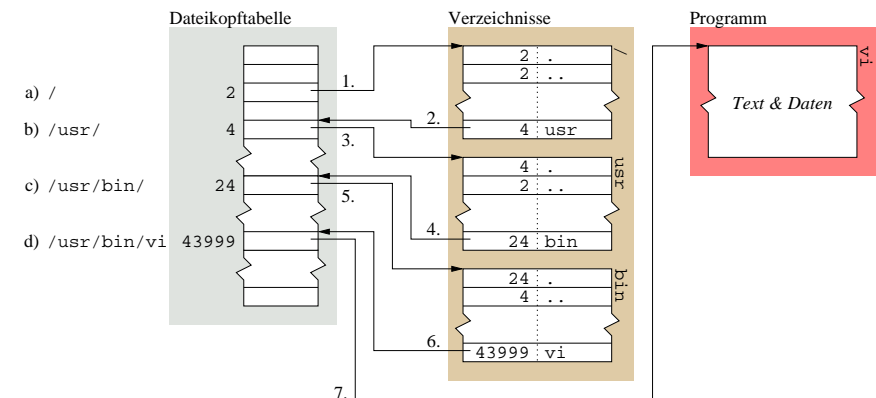 Dateikopftabelle
Verzeichnisse
Programm
a) /
2
b) /usr/
4
c) /usr/bin/
24
d) /usr/bin/vi
43999
1.
2.
3.
4.
5.
6.
7.
/
2 .
2 ..
4 usr
usr
4 .
2 ..
24 bin
bin
24 .
4 ..
43999 vi
vi
Text & Daten